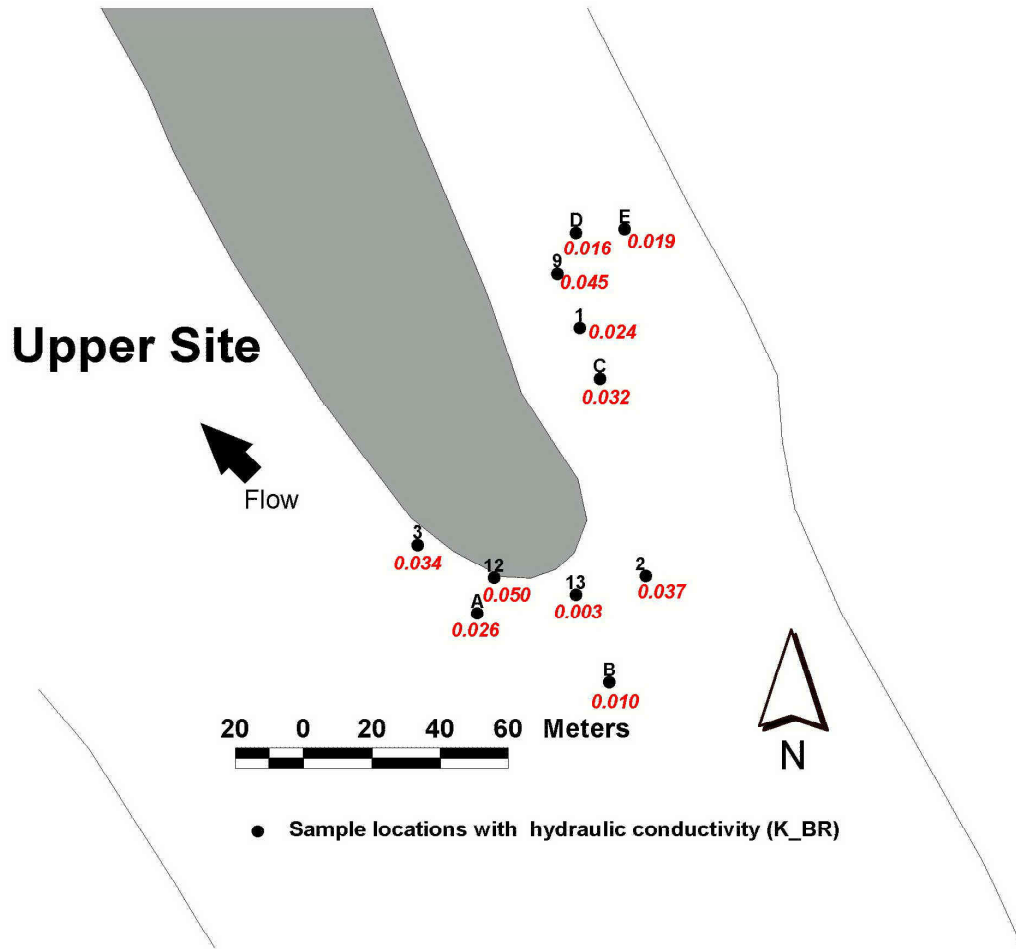 D E
0.016 0.019
9
0.045
1
0.024
Upper Site
C
0.032
Flow
3
0.034
12
0.050
13
0.003
2
0.037
A
0.026
B
0.010
20 0 20 40 60 Meters
N
Sample locations with hydraulic conductivity (K_BR)